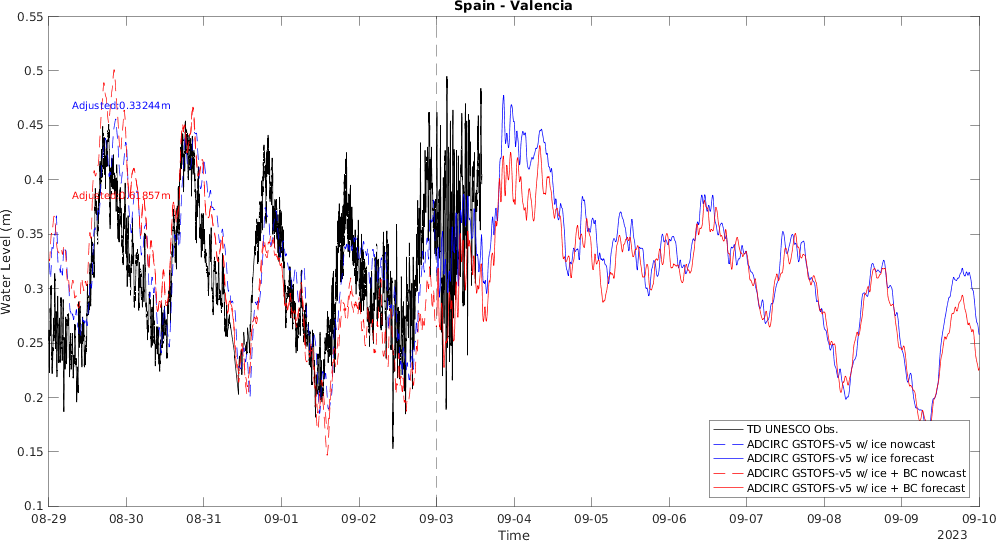 Spain - Valencia
0.55
0.5
0.45
0.4
0.35
0.3
0.25
0.2
0.15
0.1
Water Level (m)
Adjusted:0.33244m
TD UNESCO Obs.
ADCIRC GSTOFS-v5 w/ ice nowcast
ADCIRC GSTOFS-v5 w/ ice forecast
ADCIRC GSTOFS-v5 w/ ice + BC nowcast
ADCIRC GSTOFS-v5 w/ ice + BC forecast
08-29 08-30 08-31 09-01 09-02 09-03 09-04 09-05 09-06 09-07 09-08 09-09 09-10
Time
2023